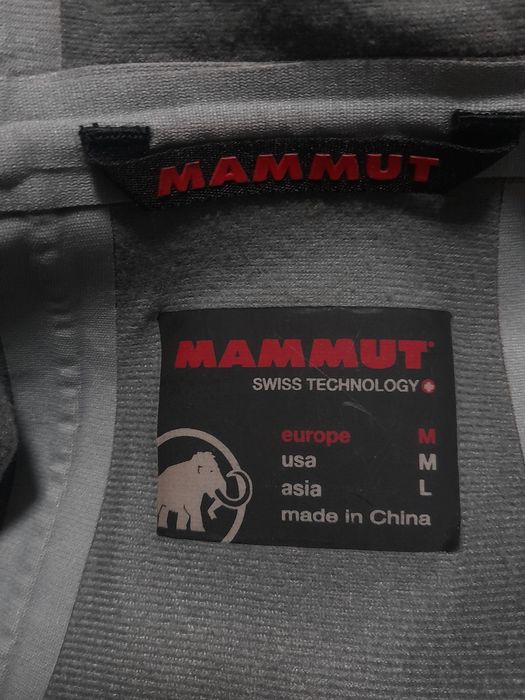 MAMMUT
MAMMUT
SWISS TECHNOLOGY
europe M
usa M
asia L
made in China